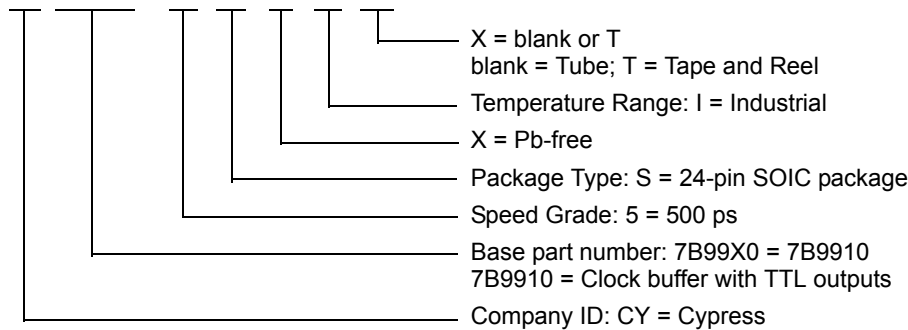 X = blank or T
blank = Tube; T = Tape and Reel
Temperature Range: I = Industrial
X = Pb-free
Package Type: S = 24-pin SOIC package
Speed Grade: 5 = 500 ps
Base part number: 7B99X0 = 7B9910
7B9910 = Clock buffer with TTL outputs
Company ID: CY = Cypress